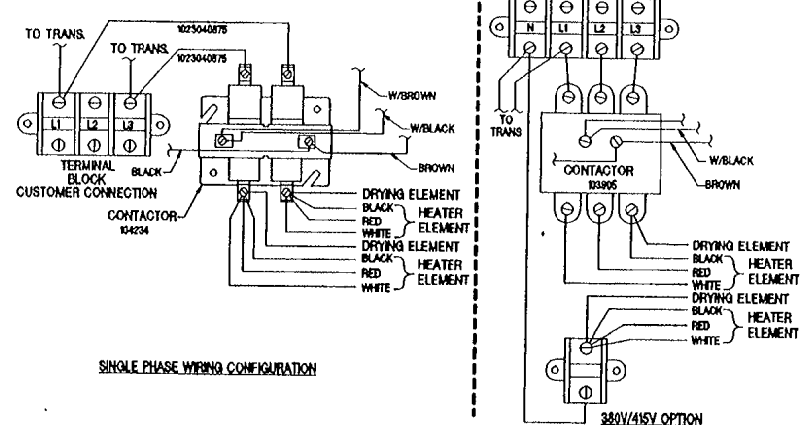 1023040875
TO TRANS.
TO TRANS.
1023040875
L1 L2 L3
TERMINAL
BLOCK
CUSTOMER CONNECTION
BLACK
W/BROWN
W/BLACK
BROWN
CONTACTOR
104234
DRYING ELEMENT
BLACK
RED
WHITE
HEATER
ELEMENT
DRYING ELEMENT
BLACK
RED
WHITE
HEATER
ELEMENT
SINGLE PHASE WIRING CONFIGURATION
N L1 L2 L3
TO
TRANS
W/BLACK
BROWN
CONTACTOR
103906
DRYING ELEMENT
BLACK
RED
WHITE
HEATER
ELEMENT
DRYING ELEMENT
BLACK
RED
WHITE
HEATER
ELEMENT
380V/415V OPTION